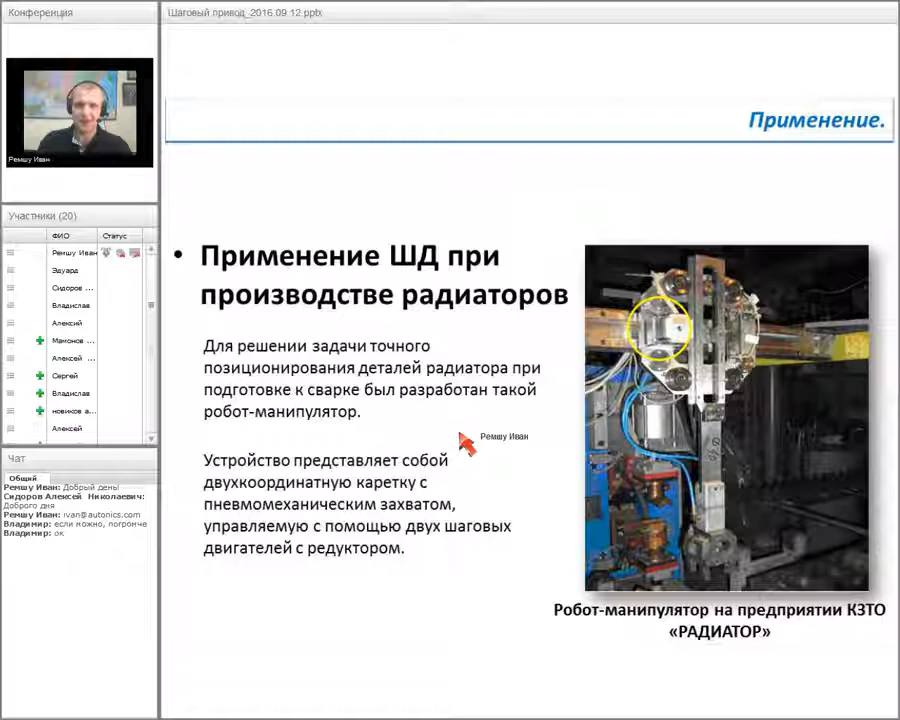 Конференция
Ремшу Иван
Участники (20)
ФИО Статус
Ремшу Иван
Эдуард
Сидоров ...
Владислав
Алексий
Мамонов ...
Алексей ...
Сергей
Владислав
новиков а...
Алексей
Чат
Общий
Ремшу Иван: Добрый день!
Сидоров Алексей Николаевич:
Доброго дня
Ремшу Иван: ivan@autonics.com
Владимир: если можно, погромче
Владимир: ок
Шаговый привод_2016 09 12.pptx
Применение.
• Применение ШД при
производстве радиаторов
Для решении задачи точного
позиционирования деталей радиатора при
подготовке к сварке был разработан такой
робот-манипулятор.
Ремшу Иван
Устройство представляет собой
двухкоординатную каретку с
пневмомеханическим захватом,
управляемую с помощью двух шаговых
двигателей с редуктором.
Робот-манипулятор на предприятии КЗТО
«РАДИАТОР»